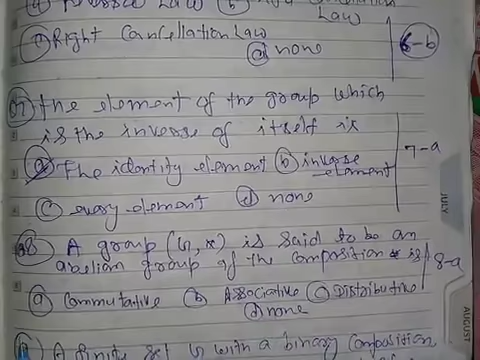 Law
(c) Right Cancellation Law
(d) none
6-b
Q7 The element of the group which
is the inverse of itself is
(a) The identity element (b) inverse
element
7-a
(c) every element (d) none
JULY
Q8 A group (G, *) is said to be an
abelian group if the composition is
8-a
(a) Commutative (b) Associative (c) Distributive
(d) none
AUGUST
A finite set G with a binary composition